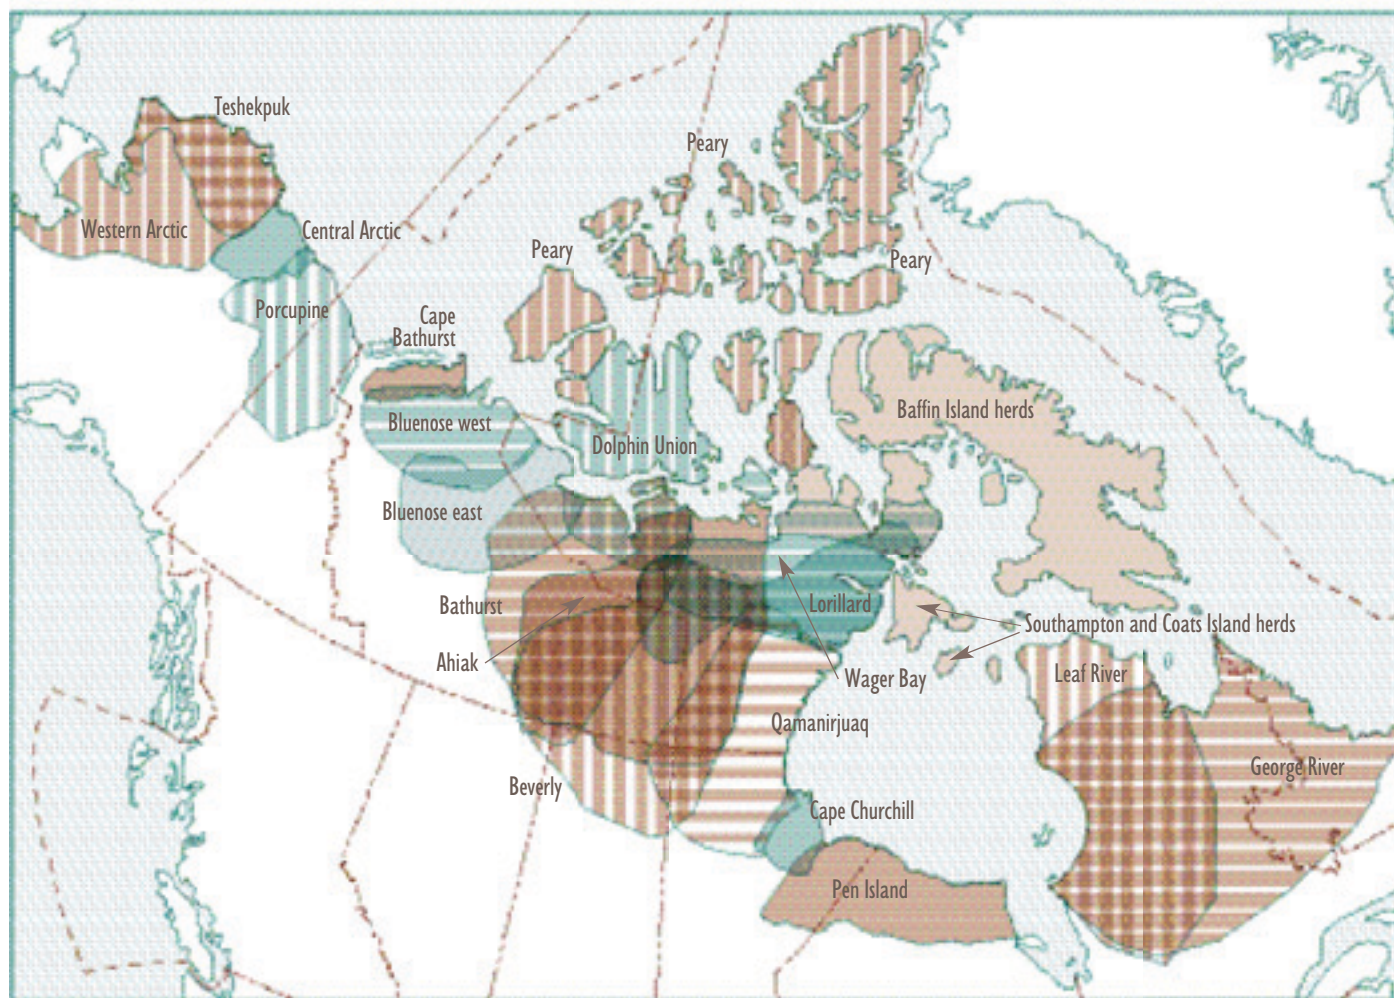 Teshekpuk
Peary
Western Arctic
Central Arctic
Peary
Peary
Porcupine
Cape
Bathurst
Baffin Island herds
Bluenose west
Dolphin Union
Bluenose east
Bathurst
Lorillard
Southampton and Coats Island herds
Ahiak
Wager Bay
Leaf River
Qamanirjuaq
George River
Beverly
Cape Churchill
Pen Island